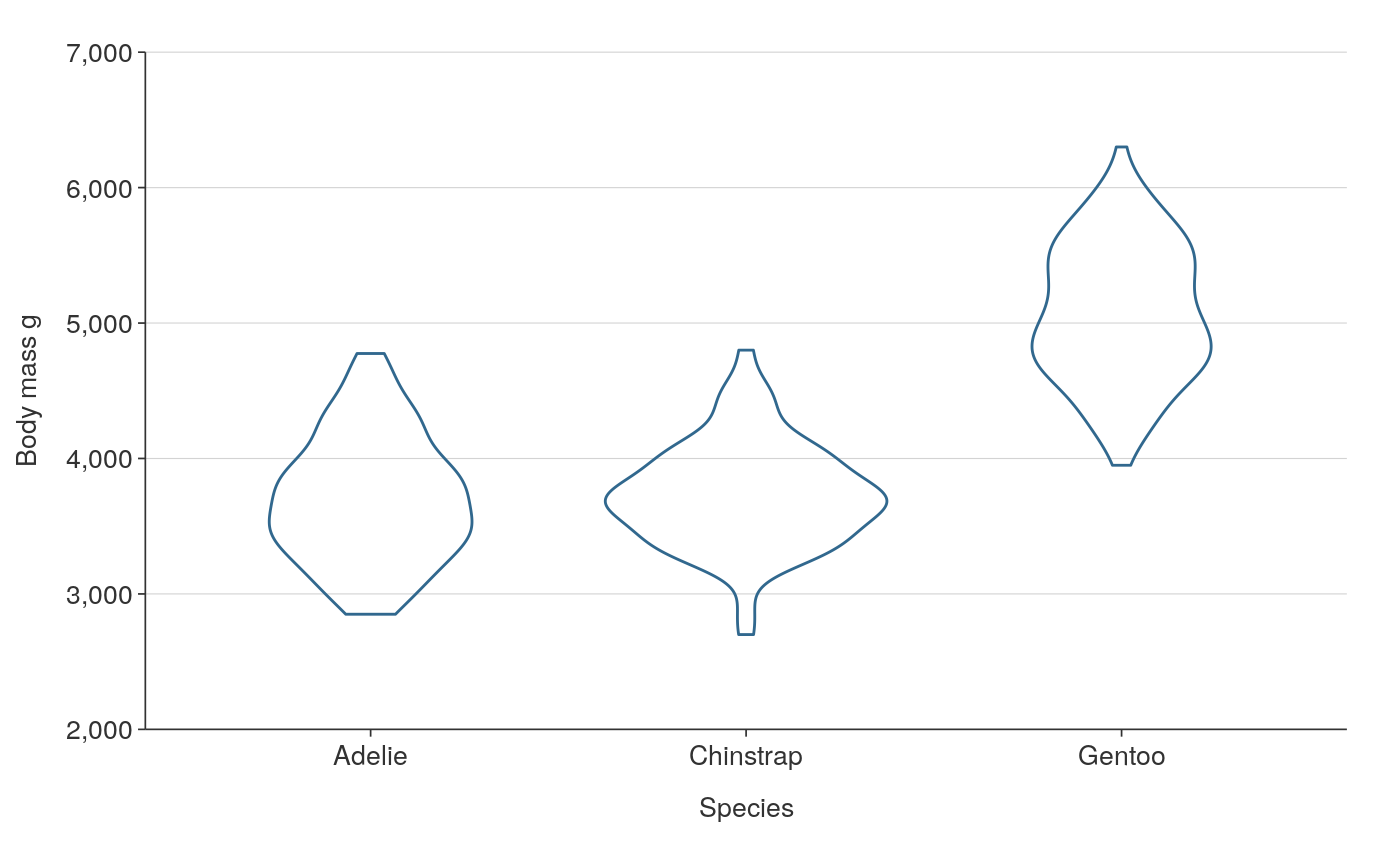 7,000
6,000
5,000
4,000
3,000
2,000
Body mass g
Adelie
Chinstrap
Gentoo
Species